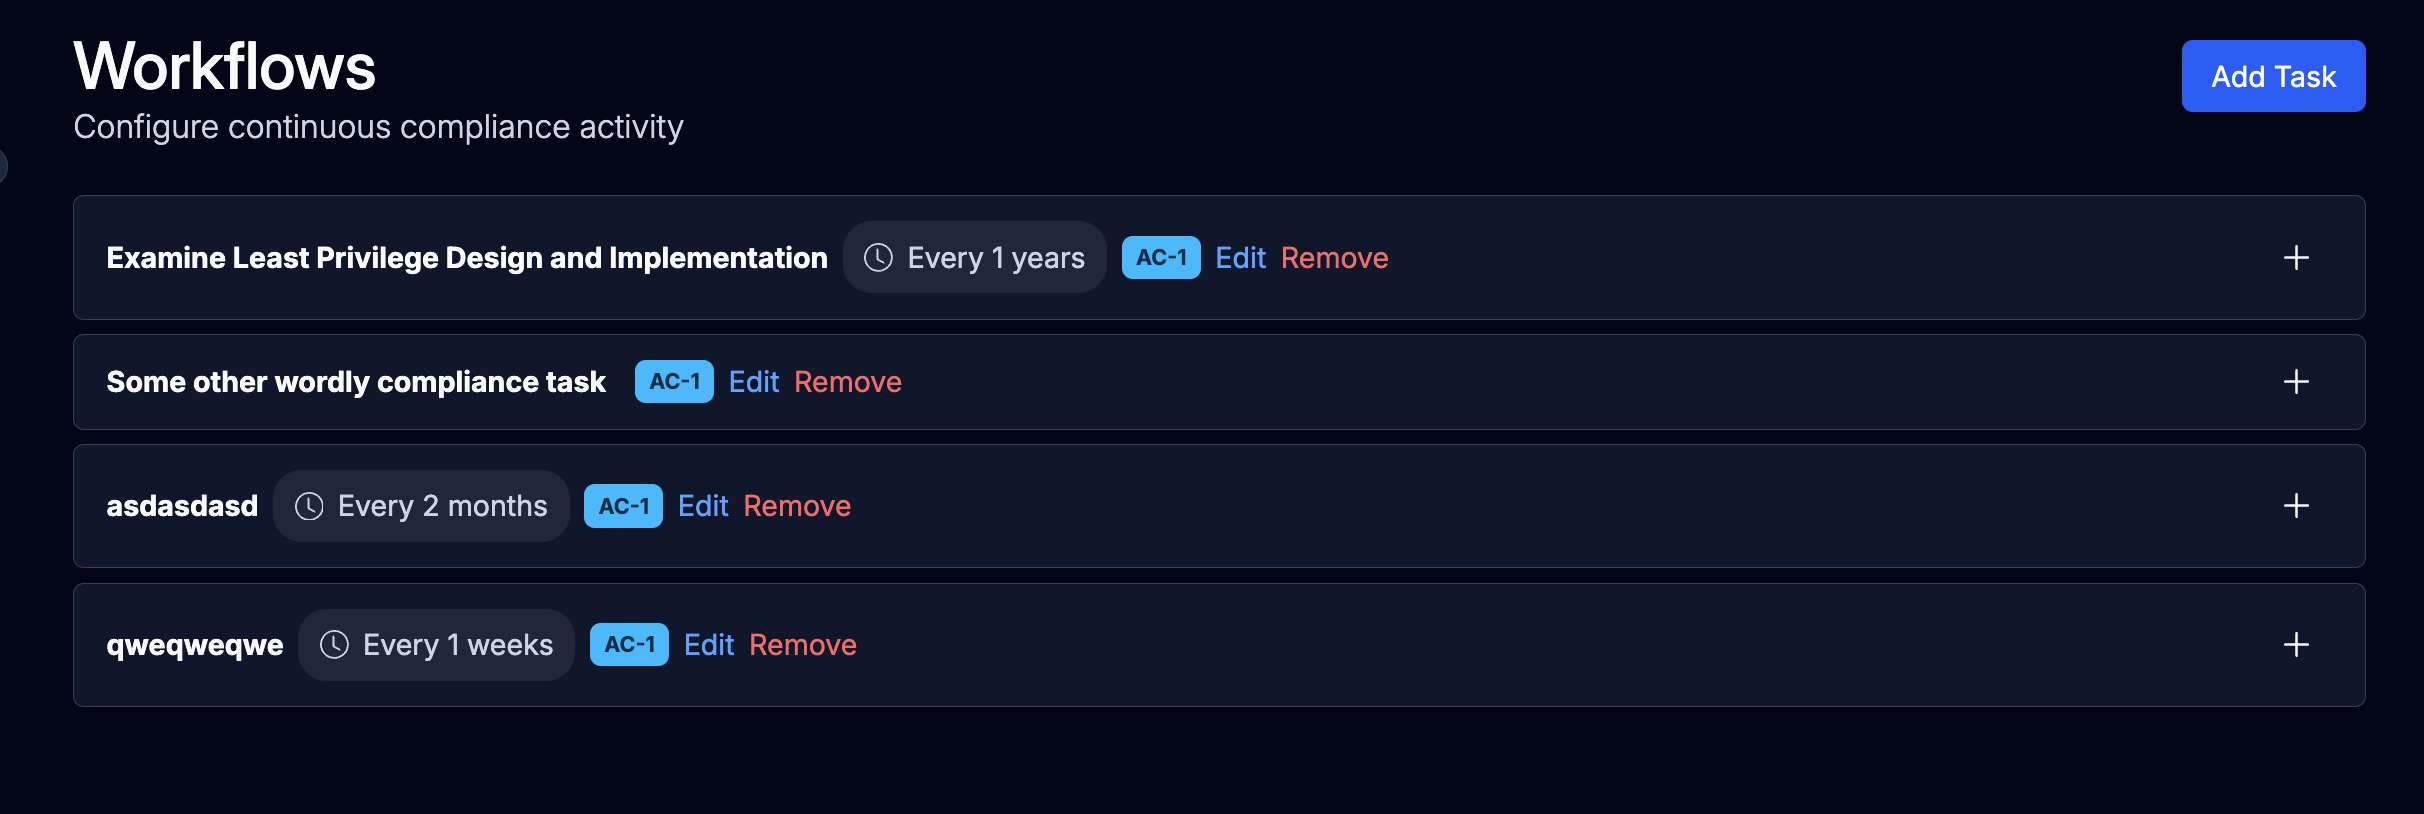 Workflows
Add Task
Configure continuous compliance activity
Examine Least Privilege Design and Implementation Every 1 years AC-1 Edit Remove
Some other wordly compliance task AC-1 Edit Remove
asdasdasd Every 2 months AC-1 Edit Remove
qweqweqwe Every 1 weeks AC-1 Edit Remove